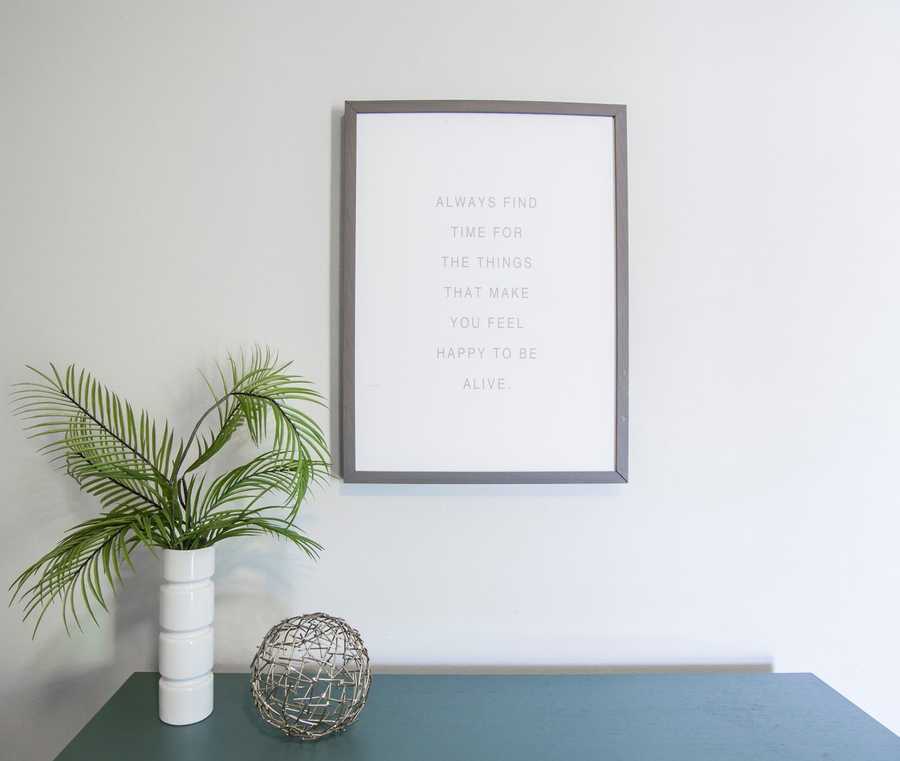 ALWAYS FIND
TIME FOR
THE THINGS
THAT MAKE
YOU FEEL
HAPPY TO BE
ALIVE.